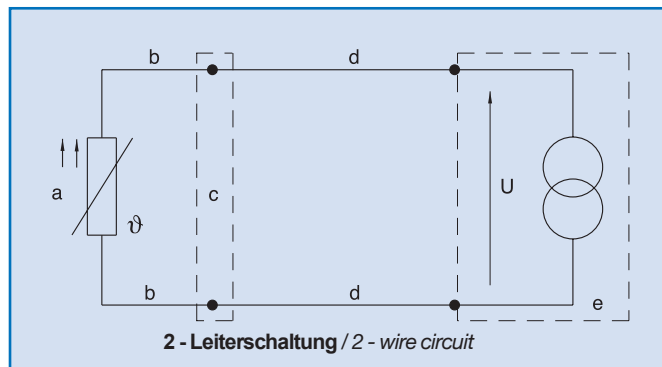 b d
a ϑ c U
b d e
2 - Leiterschaltung / 2 - wire circuit